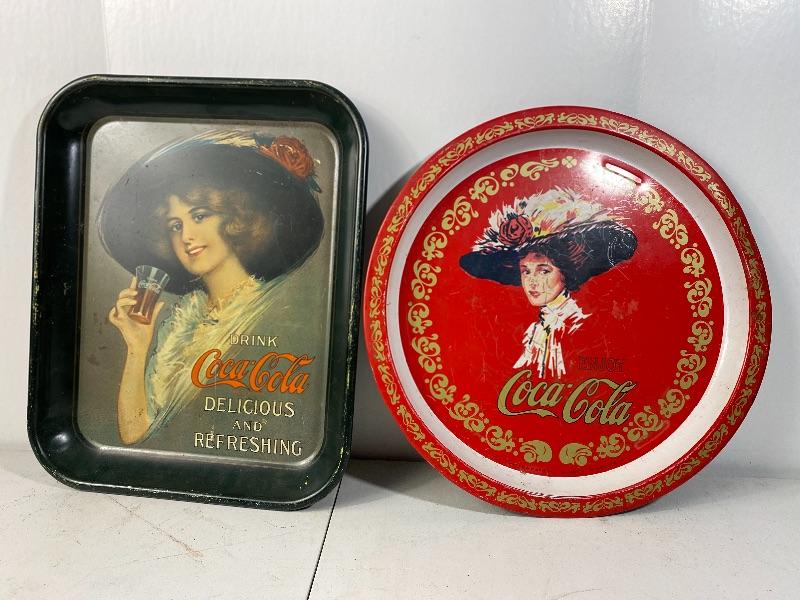 DRINK
Coca-Cola
DELICIOUS
AND
REFRESHING
ENJOY
Coca-Cola